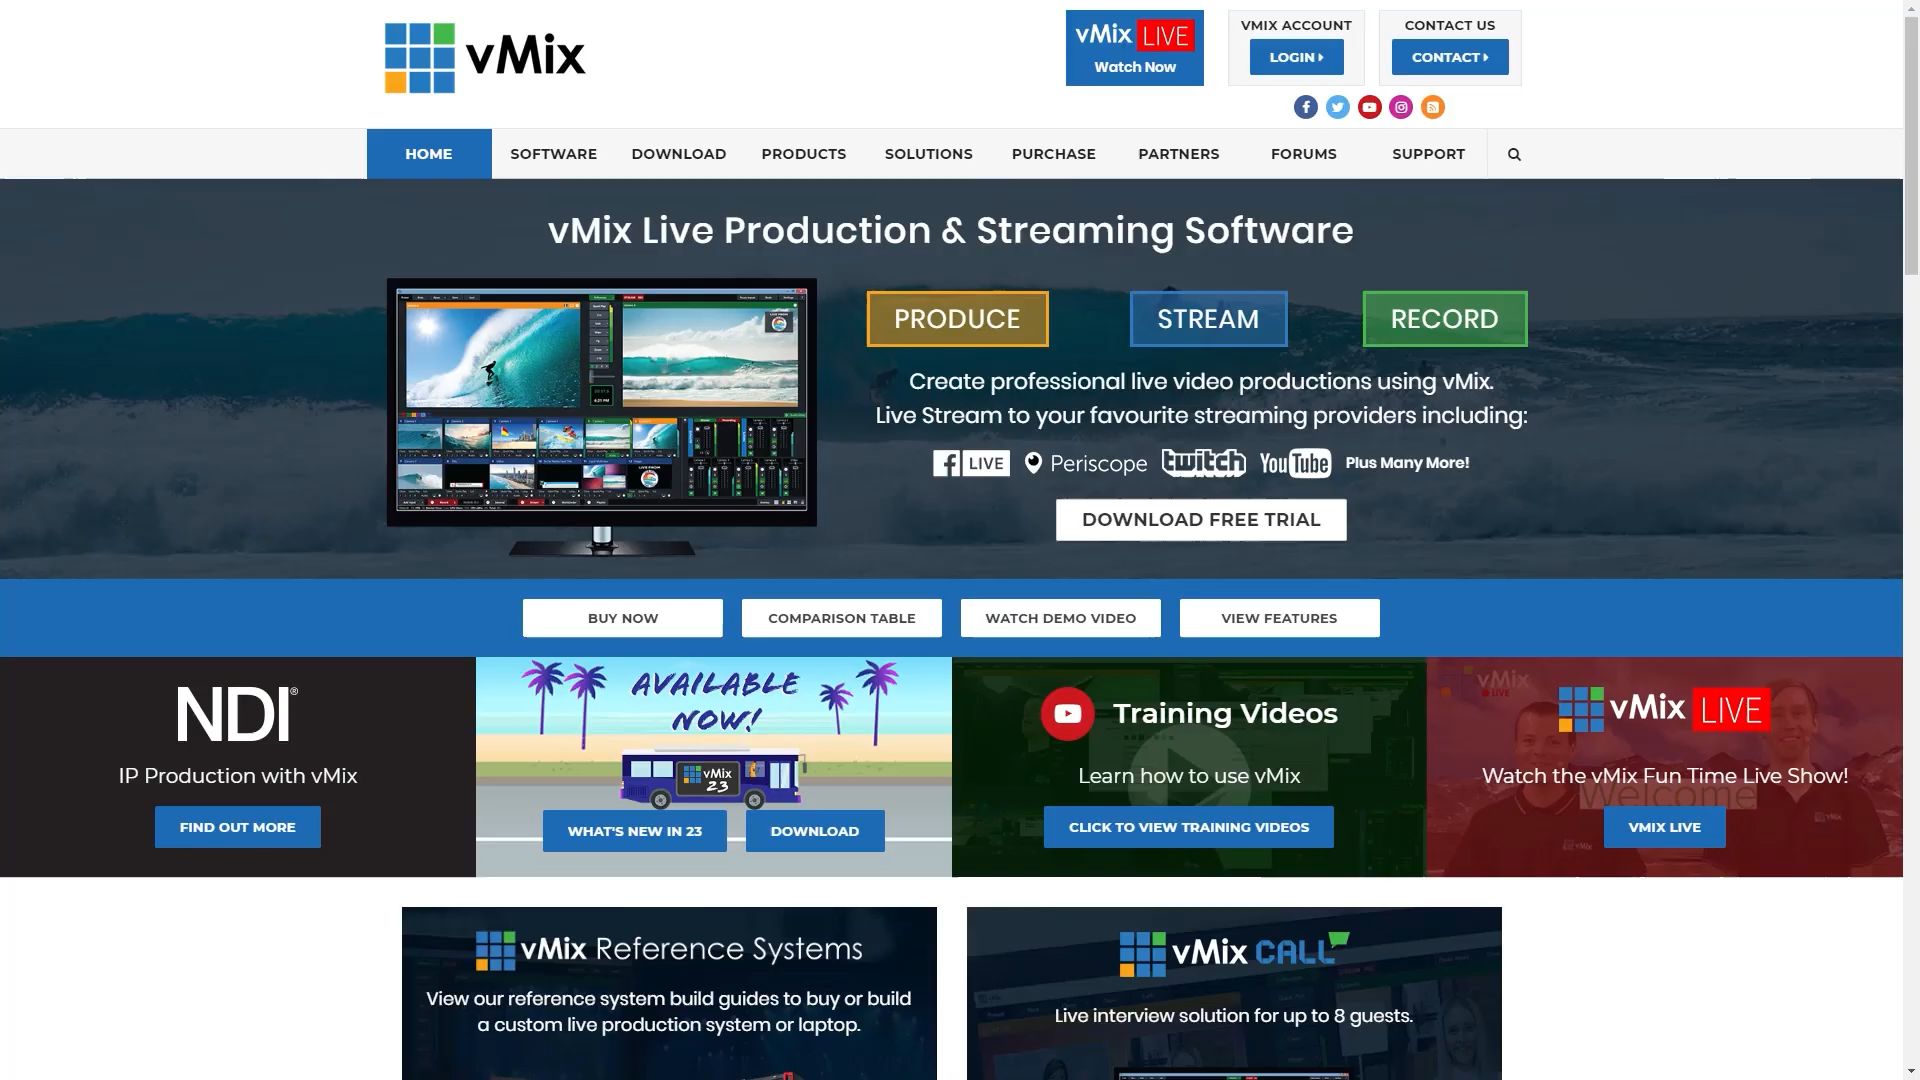 vMix
vMix LIVE
Watch Now
VMIX ACCOUNT
LOGIN
CONTACT US
CONTACT
HOME
SOFTWARE
DOWNLOAD
PRODUCTS
SOLUTIONS
PURCHASE
PARTNERS
FORUMS
SUPPORT
vMix Live Production & Streaming Software
PRODUCE
STREAM
RECORD
Create professional live video productions using vMix.
Live Stream to your favourite streaming providers including:
LIVE
Periscope
twitch
YouTube
Plus Many More!
DOWNLOAD FREE TRIAL
BUY NOW
COMPARISON TABLE
WATCH DEMO VIDEO
VIEW FEATURES
NDI®
IP Production with vMix
FIND OUT MORE
AVAILABLE
NOW!
vMix
23
WHAT'S NEW IN 23
DOWNLOAD
Training Videos
Learn how to use vMix
CLICK TO VIEW TRAINING VIDEOS
vMix
LIVE
vMix LIVE
Watch the vMix Fun Time Live Show!
Welcome
VMIX LIVE
vMix Reference Systems
View our reference system build guides to buy or build
a custom live production system or laptop.
vMix CALL
Live interview solution for up to 8 guests.